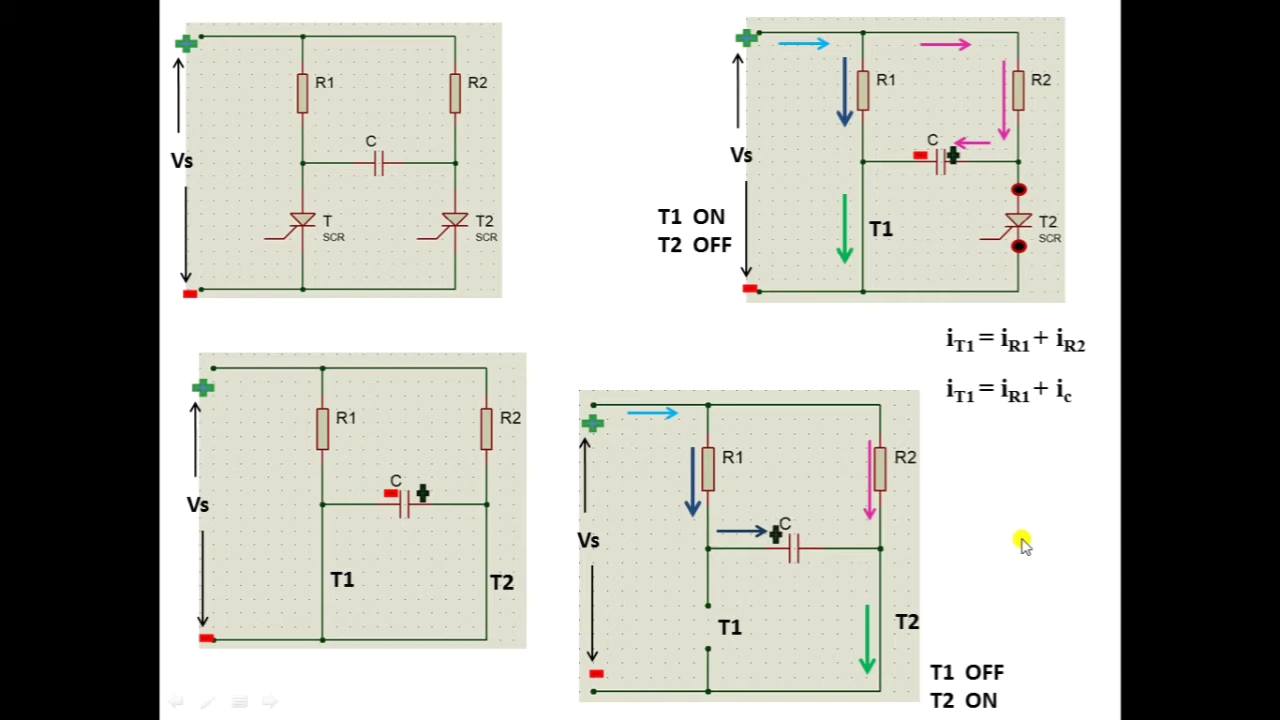 R1
R2
C
Vs
T
SCR
T2
SCR
R1
R2
C
Vs
T1 ON
T2 OFF
T1
T2
SCR
iT1 = iR1 + iR2
iT1 = iR1 + ic
R1
R2
C
Vs
T1
T2
R1
R2
C
Vs
T1
T2
T1 OFF
T2 ON